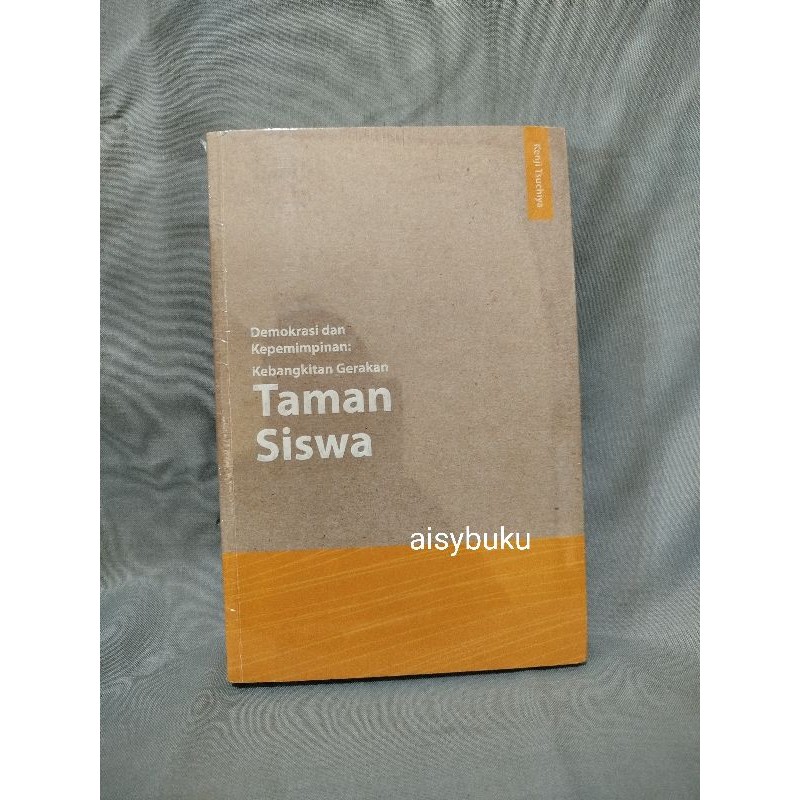 Kenji Tsuchiya
Demokrasi dan
Kepemimpinan:
Kebangkitan Gerakan
Taman
Siswa
aisybuku